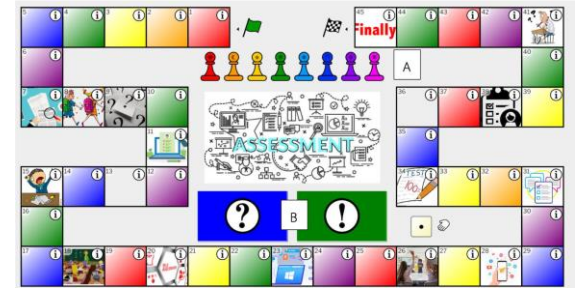 5 i 4 i 3 i 2 i 1 i 45 i 44 i 43 i 42 i 41 i
Finally
6 i A 40 i
7 i 8 i 9 i 10 i 36 i 37 i 38 i 39 i
11 i ASSESSMENT 35 i
15 i 14 i 13 i 12 i 34 i 33 i 32 i 31 i
TEST
100
16 i ? B ! 30 i
17 i 18 i 19 i 20 i 21 i 22 i 23 i 24 i 25 i 26 i 27 i 28 i 29 i